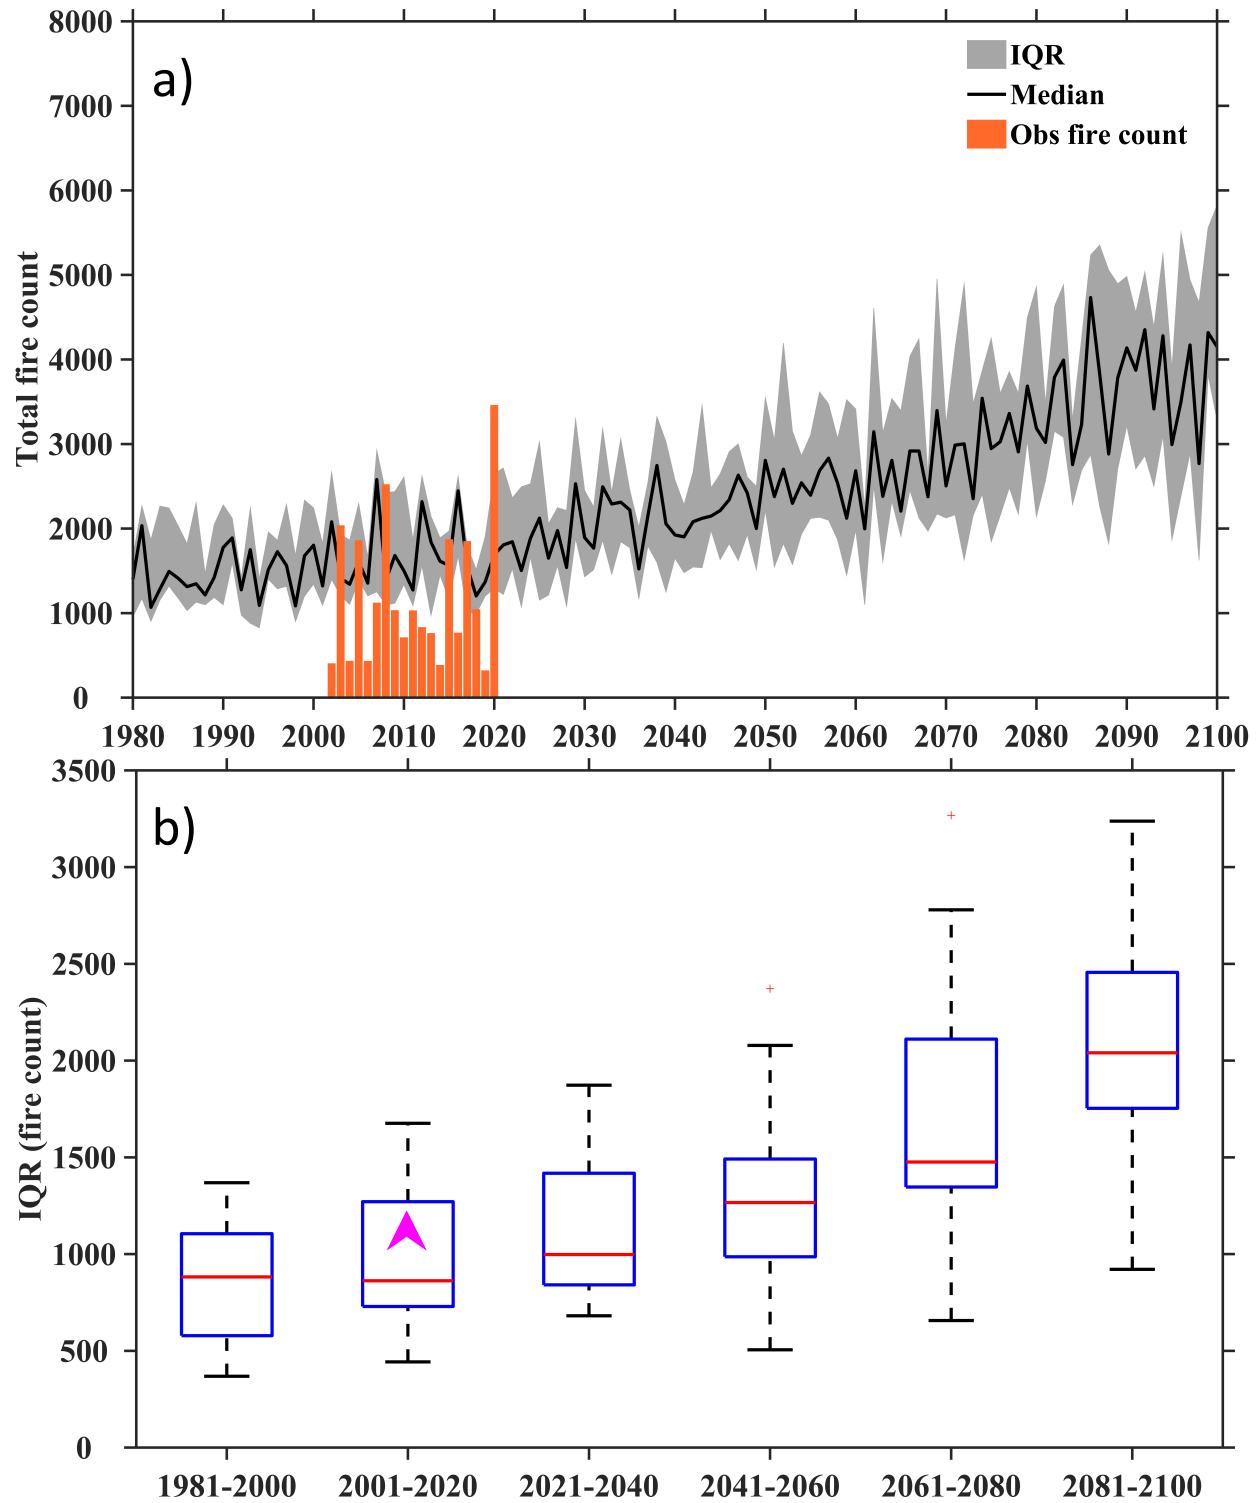 8000
a)
IQR
7000
Median
Obs fire count
6000
5000
4000
3000
2000
1000
0
Total fire count
1980 1990 2000 2010 2020 2030 2040 2050 2060 2070 2080 2090 2100
3500
b)
3000
2500
2000
1500
1000
500
0
IQR (fire count)
1981-2000 2001-2020 2021-2040 2041-2060 2061-2080 2081-2100